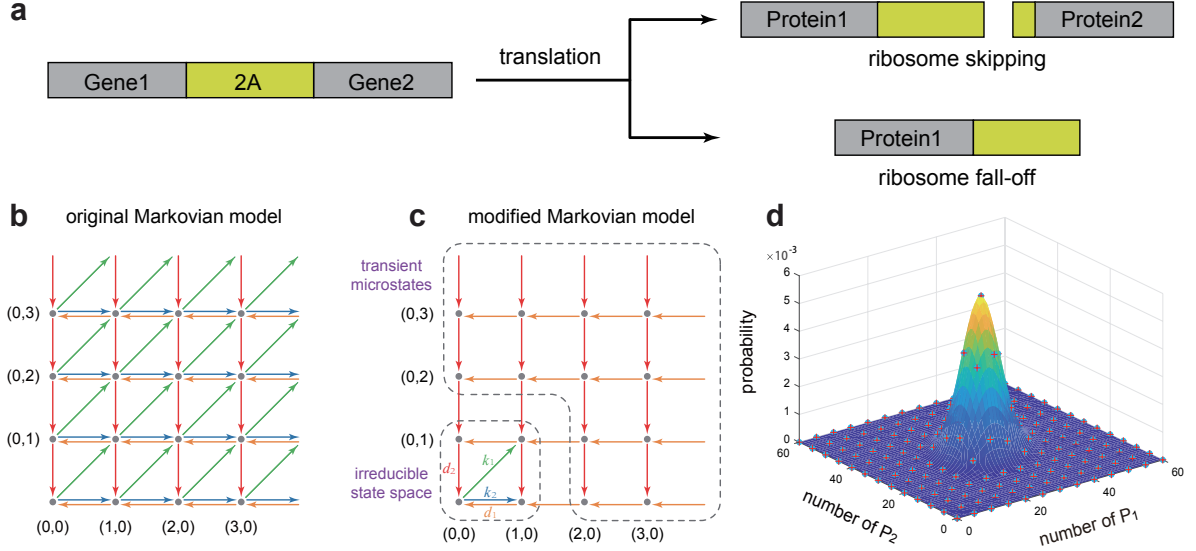 a
Gene1 2A Gene2
translation
Protein1 Protein2
ribosome skipping
Protein1
ribosome fall-off
b original Markovian model
(0,3)
(0,2)
(0,1)
(0,0) (1,0) (2,0) (3,0)
c modified Markovian model
transient
microstates
(0,3)
(0,2)
(0,1)
irreducible
state space
d₂ k₁
k₂
d₁
(0,0) (1,0) (2,0) (3,0)
d
×10⁻³
6
5
4
3
2
1
0
probability
60
40
20
0
number of P₂
0
20
40
60
number of P₁